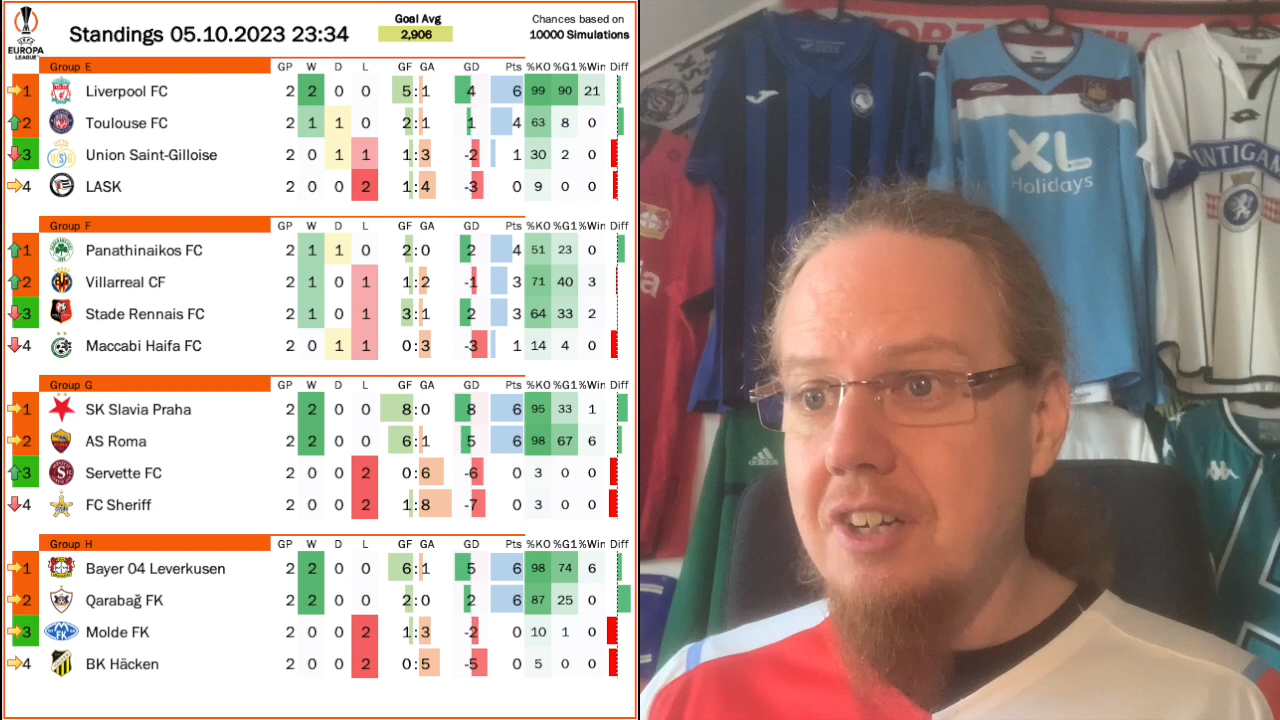 UEFA
EUROPA
LEAGUE
Standings 05.10.2023 23:34
Goal Avg
2,906
Chances based on
10000 Simulations
Group E GP W D L GF GA GD Pts %KO %G1 %Win Diff
1 Liverpool FC 2 2 0 0 5:1 4 6 99 90 21
2 Toulouse FC 2 1 1 0 2:1 1 4 63 8 0
3 Union Saint-Gilloise 2 0 1 1 1:3 -2 1 30 2 0
4 LASK 2 0 0 2 1:4 -3 0 9 0 0
Group F GP W D L GF GA GD Pts %KO %G1 %Win Diff
1 Panathinaikos FC 2 1 1 0 2:0 2 4 51 23 0
2 Villarreal CF 2 1 0 1 1:2 -1 3 71 40 3
3 Stade Rennais FC 2 1 0 1 3:1 2 3 64 33 2
4 Maccabi Haifa FC 2 0 1 1 0:3 -3 1 14 4 0
Group G GP W D L GF GA GD Pts %KO %G1 %Win Diff
1 SK Slavia Praha 2 2 0 0 8:0 8 6 95 33 1
2 AS Roma 2 2 0 0 6:1 5 6 98 67 6
3 Servette FC 2 0 0 2 0:6 -6 0 3 0 0
4 FC Sheriff 2 0 0 2 1:8 -7 0 3 0 0
Group H GP W D L GF GA GD Pts %KO %G1 %Win Diff
1 Bayer 04 Leverkusen 2 2 0 0 6:1 5 6 98 74 6
2 Qarabağ FK 2 2 0 0 2:0 2 6 87 25 0
3 Molde FK 2 0 0 2 1:3 -2 0 10 1 0
4 BK Häcken 2 0 0 2 0:5 -5 0 5 0 0
XL
Holidays
NTIGA
adidas